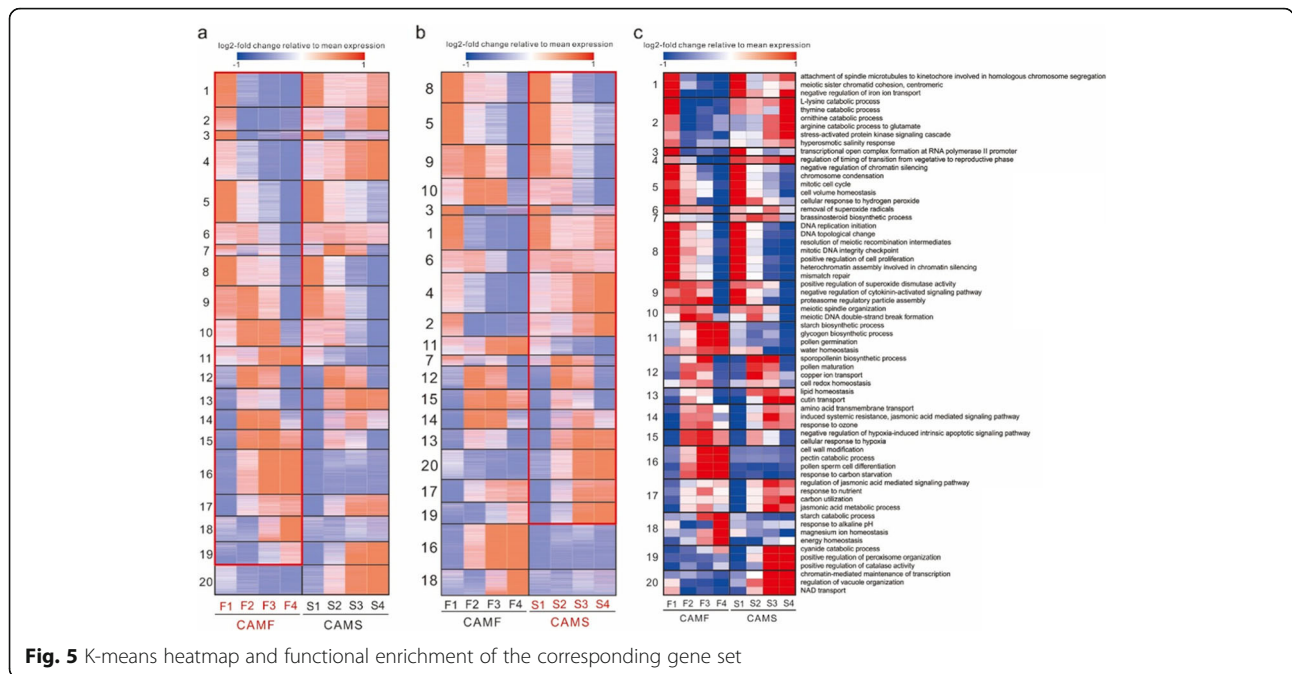 a
log2-fold change relative to mean expression
-1
1
1
2
3
4
5
6
7
8
9
10
11
12
13
14
15
16
17
18
19
20
F1 F2 F3 F4 S1 S2 S3 S4
CAMF CAMS
b
log2-fold change relative to mean expression
-1
1
8
5
9
10
3
1
6
4
2
11
7
12
15
14
13
20
17
19
16
18
F1 F2 F3 F4 S1 S2 S3 S4
CAMF CAMS
c
log2-fold change relative to mean expression
-1
1
1
2
3
4
5
6
7
8
9
10
11
12
13
14
15
16
17
18
19
20
attachment of spindle microtubules to kinetochore involved in homologous chromosome segregation
meiotic sister chromatid cohesion, centromeric
negative regulation of iron ion transport
L-lysine catabolic process
thymine catabolic process
ornithine catabolic process
arginine catabolic process to glutamate
stress-activated protein kinase signaling cascade
hyperosmotic salinity response
transcriptional open complex formation at RNA polymerase II promoter
regulation of timing of transition from vegetative to reproductive phase
negative regulation of chromatin silencing
chromosome condensation
mitotic cell cycle
cell volume homeostasis
cellular response to hydrogen peroxide
removal of superoxide radicals
brassinosteroid biosynthetic process
DNA replication initiation
DNA topological change
resolution of meiotic recombination intermediates
mitotic DNA integrity checkpoint
positive regulation of cell proliferation
heterochromatin assembly involved in chromatin silencing
mismatch repair
positive regulation of superoxide dismutase activity
negative regulation of cytokinin-activated signaling pathway
proteasome regulatory particle assembly
meiotic spindle organization
meiotic DNA double-strand break formation
starch biosynthetic process
glycogen biosynthetic process
pollen germination
water homeostasis
sporopollenin biosynthetic process
pollen maturation
copper ion transport
cell redox homeostasis
lipid homeostasis
cutin transport
amino acid transmembrane transport
induced systemic resistance, jasmonic acid mediated signaling pathway
response to ozone
negative regulation of hypoxia-induced intrinsic apoptotic signaling pathway
cellular response to hypoxia
cell wall modification
pectin catabolic process
pollen sperm cell differentiation
response to carbon starvation
regulation of jasmonic acid mediated signaling pathway
response to nutrient
carbon utilization
jasmonic acid metabolic process
starch catabolic process
response to alkaline pH
magnesium ion homeostasis
energy homeostasis
cyanide catabolic process
positive regulation of peroxisome organization
positive regulation of catalase activity
chromatin-mediated maintenance of transcription
regulation of vacuole organization
NAD transport
F1 F2 F3 F4 S1 S2 S3 S4
CAMF CAMS
Fig. 5 K-means heatmap and functional enrichment of the corresponding gene set